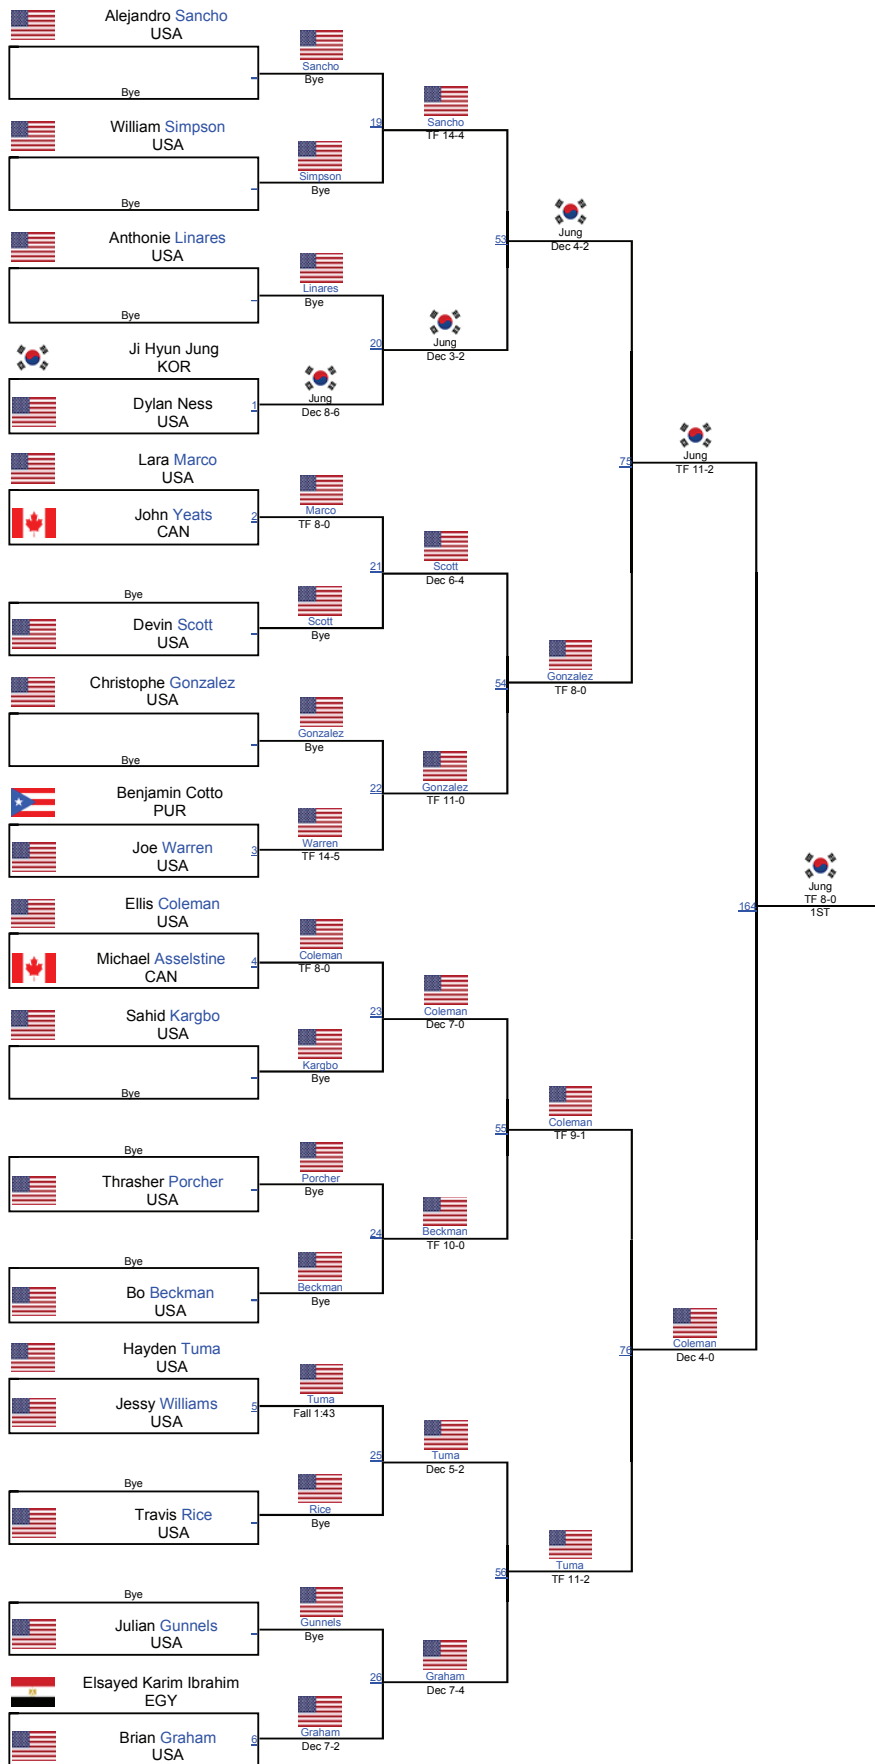 Alejandro Sancho
USA
Bye
Sancho
Bye
19
Sancho
TF 14-4
William Simpson
USA
Bye
Simpson
Bye
53
Jung
Dec 4-2
Anthonie Linares
USA
Bye
Linares
Bye
20
Jung
Dec 3-2
Ji Hyun Jung
KOR
Dylan Ness
USA
1
Jung
Dec 8-6
75
Jung
TF 11-2
Lara Marco
USA
John Yeats
CAN
2
Marco
TF 8-0
21
Scott
Dec 6-4
Bye
Devin Scott
USA
Scott
Bye
54
Gonzalez
TF 8-0
Christophe Gonzalez
USA
Bye
Gonzalez
Bye
22
Gonzalez
TF 11-0
Benjamin Cotto
PUR
Joe Warren
USA
3
Warren
TF 14-5
164
Jung
TF 8-0
1ST
Ellis Coleman
USA
Michael Asselstine
CAN
4
Coleman
TF 8-0
23
Coleman
Dec 7-0
Sahid Kargbo
USA
Bye
Kargbo
Bye
55
Coleman
TF 9-1
Bye
Thrasher Porcher
USA
Porcher
Bye
24
Beckman
TF 10-0
Bye
Bo Beckman
USA
Beckman
Bye
76
Coleman
Dec 4-0
Hayden Tuma
USA
Jessy Williams
USA
5
Tuma
Fall 1:43
25
Tuma
Dec 5-2
Bye
Travis Rice
USA
Rice
Bye
56
Tuma
TF 11-2
Bye
Julian Gunnels
USA
Gunnels
Bye
26
Graham
Dec 7-4
Elsayed Karim Ibrahim
EGY
Brian Graham
USA
6
Graham
Dec 7-2